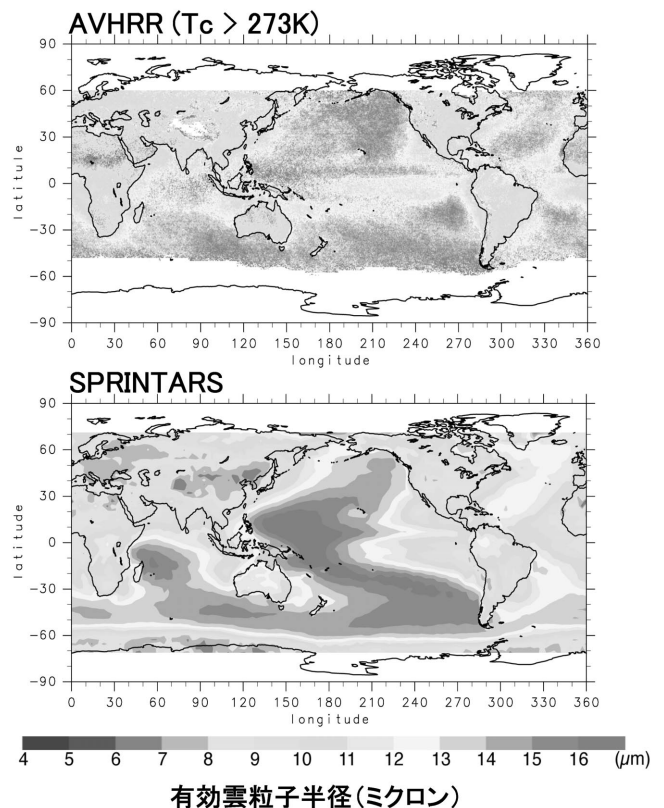 AVHRR (Tc > 273K)
90
60
30
0
-30
-60
-90
latitule
0 30 60 90 120 150 180 210 240 270 300 330 360
longitude
SPRINTARS
90
60
30
0
-30
-60
-90
latitude
0 30 60 90 120 150 180 210 240 270 300 330 360
longitude
4 5 6 7 8 9 10 11 12 13 14 15 16 (μm)
有効雲粒子半径(ミクロン)